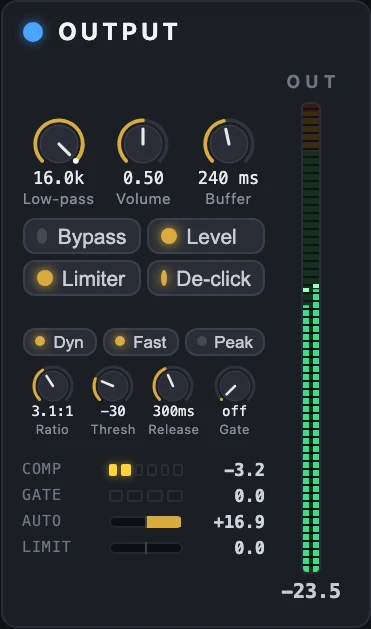 OUTPUT
OUT
16.0k 0.50 240 ms
Low-pass Volume Buffer
Bypass Level
Limiter De-click
Dyn Fast Peak
3.1:1 −30 300ms off
Ratio Thresh Release Gate
COMP −3.2
GATE 0.0
AUTO +16.9
LIMIT 0.0
−23.5